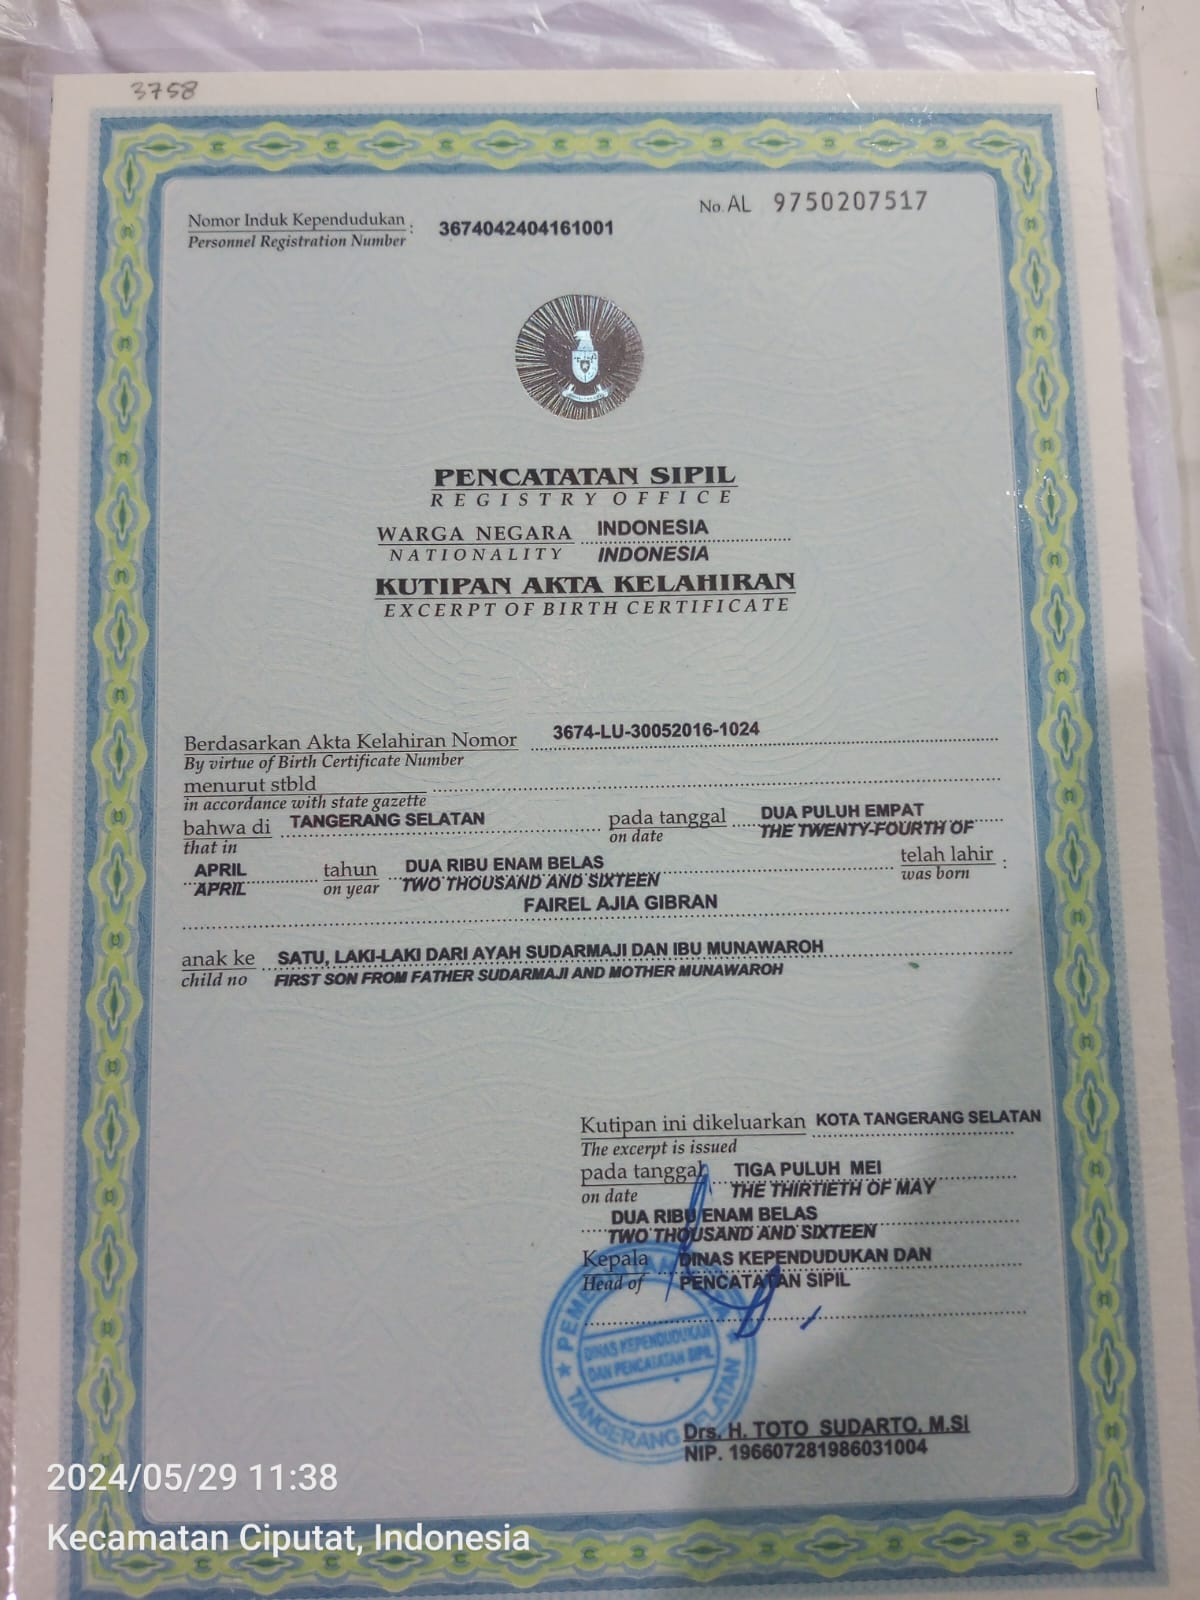 3758
No. AL 9750207517
Nomor Induk Kependudukan : 3674042404161001
Personnel Registration Number
PENCATATAN SIPIL
REGISTRY OFFICE
WARGA NEGARA INDONESIA
NATIONALITY INDONESIA
KUTIPAN AKTA KELAHIRAN
EXCERPT OF BIRTH CERTIFICATE
Berdasarkan Akta Kelahiran Nomor 3674-LU-30052016-1024
By virtue of Birth Certificate Number
menurut stbld
in accordance with state gazette
bahwa di TANGERANG SELATAN pada tanggal DUA PULUH EMPAT
that in on date THE TWENTY-FOURTH OF
APRIL tahun DUA RIBU ENAM BELAS telah lahir :
APRIL on year TWO THOUSAND AND SIXTEEN was born
FAIREL AJIA GIBRAN
anak ke SATU, LAKI-LAKI DARI AYAH SUDARMAJI DAN IBU MUNAWAROH
child no FIRST SON FROM FATHER SUDARMAJI AND MOTHER MUNAWAROH
Kutipan ini dikeluarkan KOTA TANGERANG SELATAN
The excerpt is issued
pada tanggal TIGA PULUH MEI
on date THE THIRTIETH OF MAY
DUA RIBU ENAM BELAS
TWO THOUSAND AND SIXTEEN
Kepala DINAS KEPENDUDUKAN DAN
Head of PENCATATAN SIPIL
DINAS KEPENDUDUKAN
DAN PENCATATAN SIPIL
TANGERANG SELATAN
Drs. H. TOTO SUDARTO, M.Si
NIP. 196607281986031004
2024/05/29 11:38
Kecamatan Ciputat, Indonesia